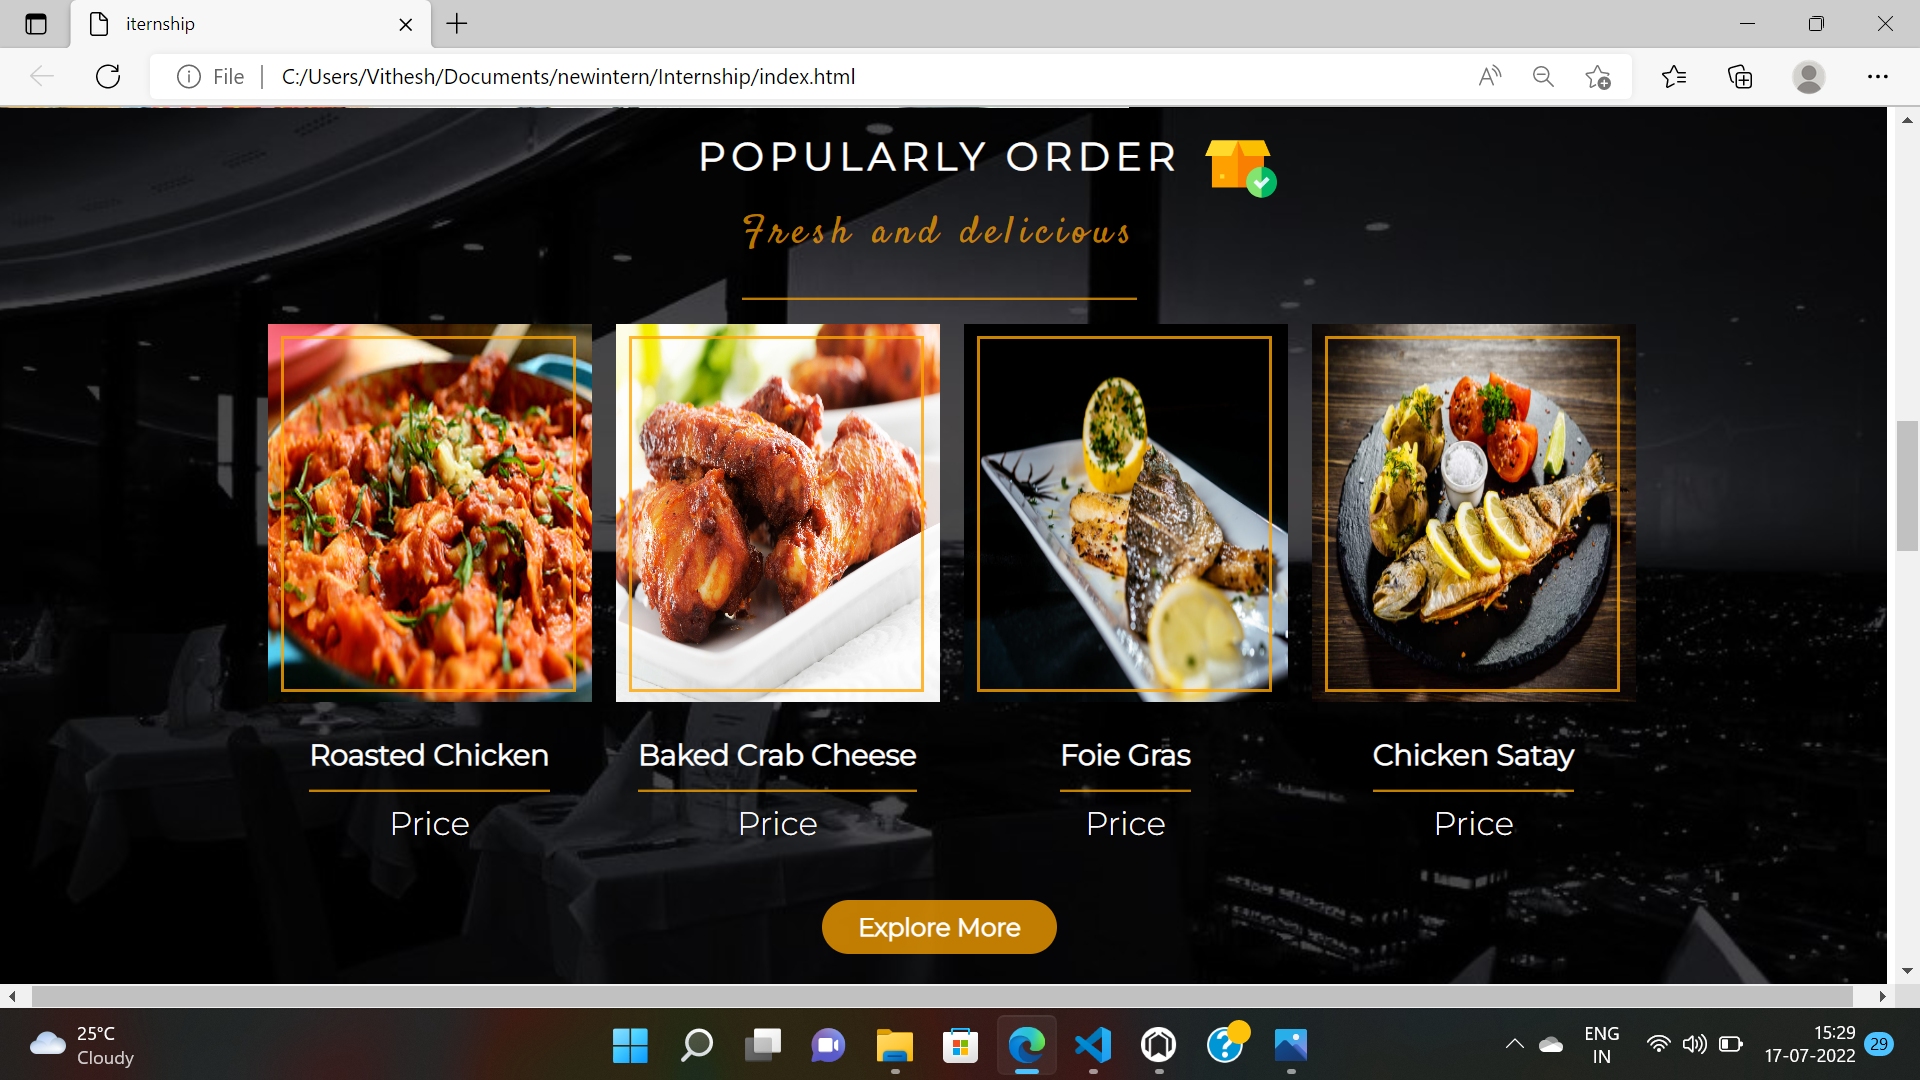 iternship
File
C:/Users/Vithesh/Documents/newintern/Internship/index.html
POPULARLY ORDER
Fresh and delicious
Roasted Chicken
Baked Crab Cheese
Foie Gras
Chicken Satay
Price
Price
Price
Price
Explore More
25°C
Cloudy
ENG
IN
15:29
17-07-2022
29